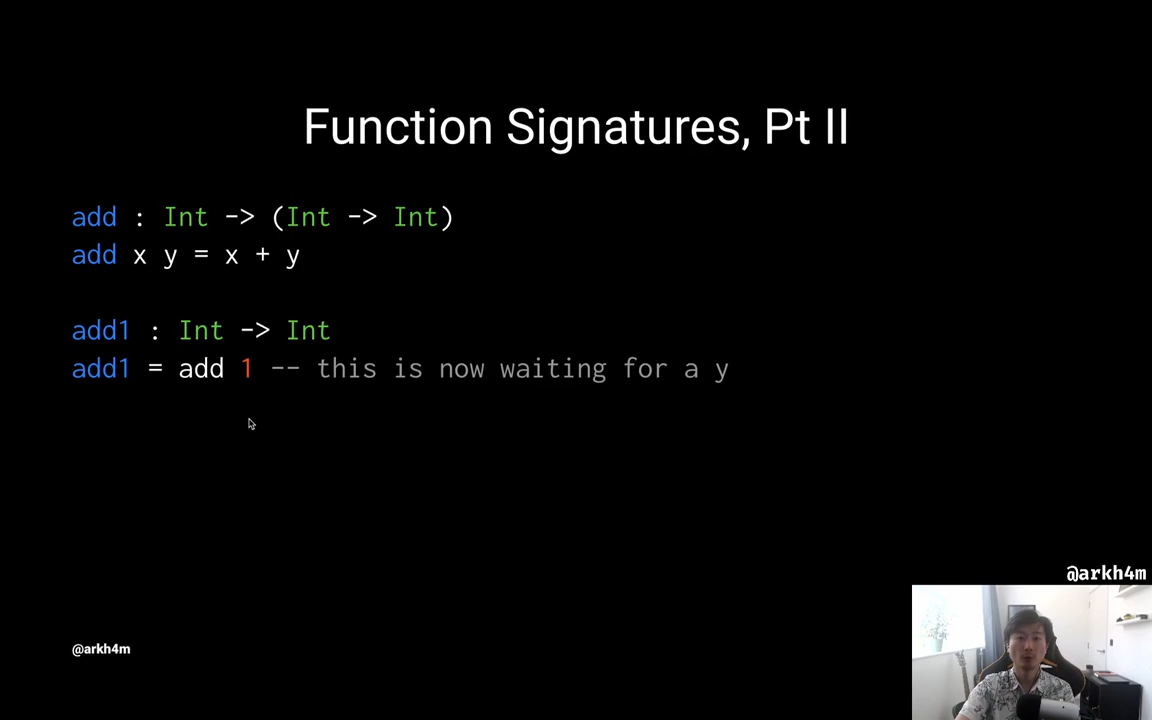 Function Signatures, Pt II
add : Int -> (Int -> Int)
add x y = x + y
add1 : Int -> Int
add1 = add 1 -- this is now waiting for a y
@arkh4m
@arkh4m